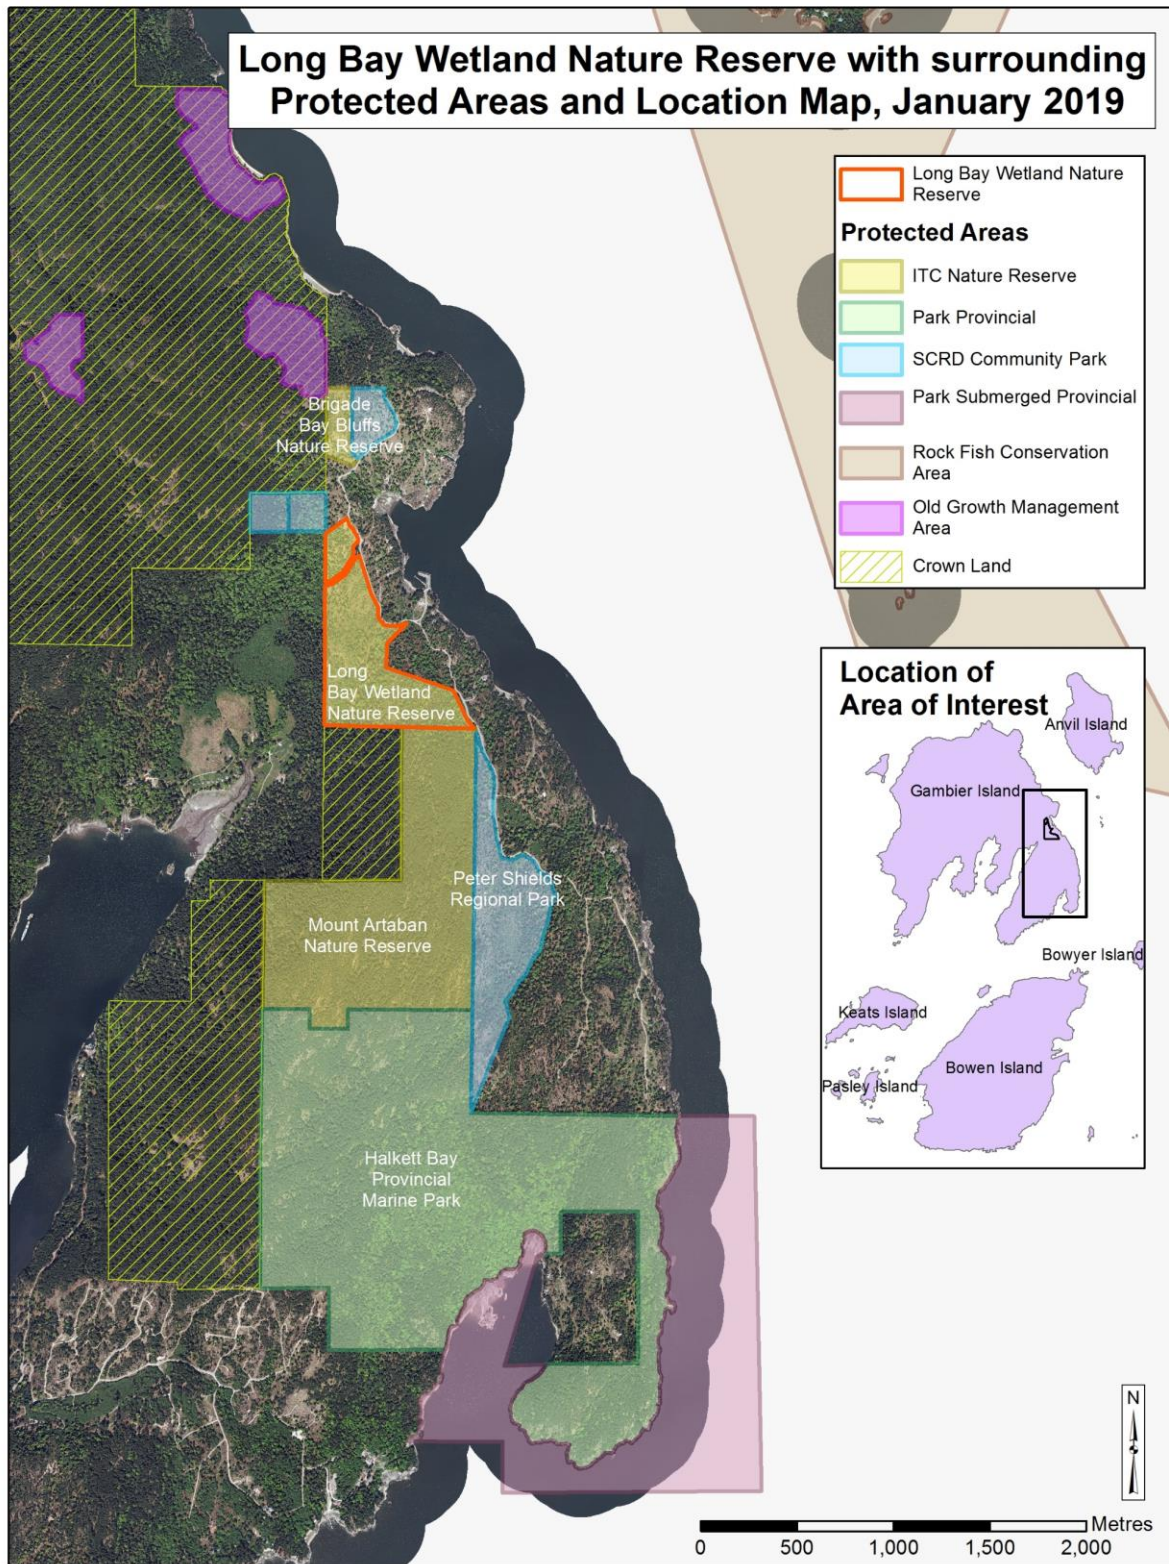 Long Bay Wetland Nature Reserve with surrounding
Protected Areas and Location Map, January 2019
Long Bay Wetland Nature
Reserve
Protected Areas
ITC Nature Reserve
Park Provincial
SCRD Community Park
Park Submerged Provincial
Rock Fish Conservation
Area
Old Growth Management
Area
Crown Land
Brigade
Bay Bluffs
Nature Reserve
Long
Bay Wetland
Nature Reserve
Peter Shields
Regional Park
Mount Artaban
Nature Reserve
Halkett Bay
Provincial
Marine Park
Location of
Area of Interest
Anvil Island
Gambier Island
Bowyer Island
Keats Island
Pasley Island
Bowen Island
N
Metres
0 500 1,000 1,500 2,000